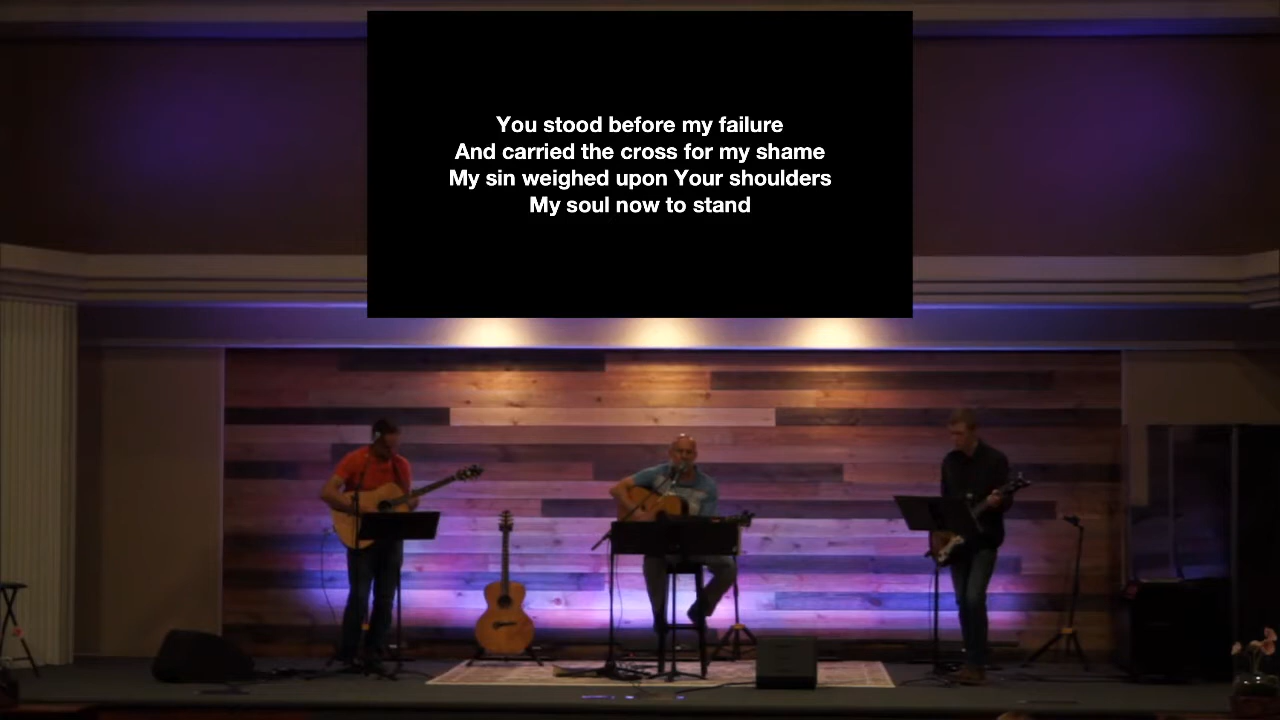 You stood before my failure
And carried the cross for my shame
My sin weighed upon Your shoulders
My soul now to stand